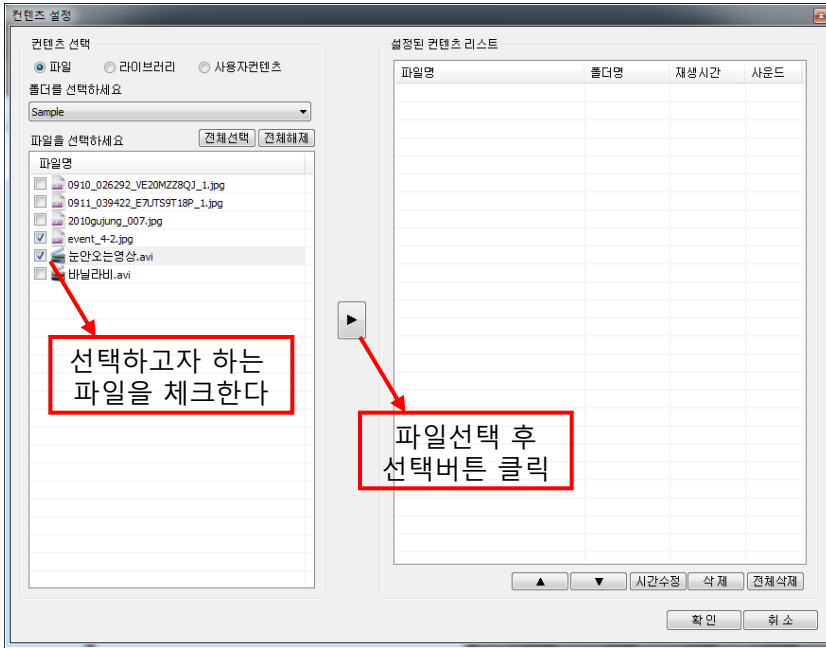 컨텐츠 설정
컨텐츠 선택
파일 라이브러리 사용자컨텐츠
폴더를 선택하세요
Sample
파일을 선택하세요 전체선택 전체해제
파일명
0910_026292_VE20MZZ8QJ_1.jpg
0911_039422_E7UTS9T18P_1.jpg
2010gujung_007.jpg
event_4-2.jpg
눈안오는영상.avi
바닐라비.avi
선택하고자 하는
파일을 체크한다
설정된 컨텐츠 리스트
파일명 폴더명 재생시간 사운드
파일선택 후
선택버튼 클릭
▲ ▼ 시간수정 삭 제 전체삭제
확 인 취 소